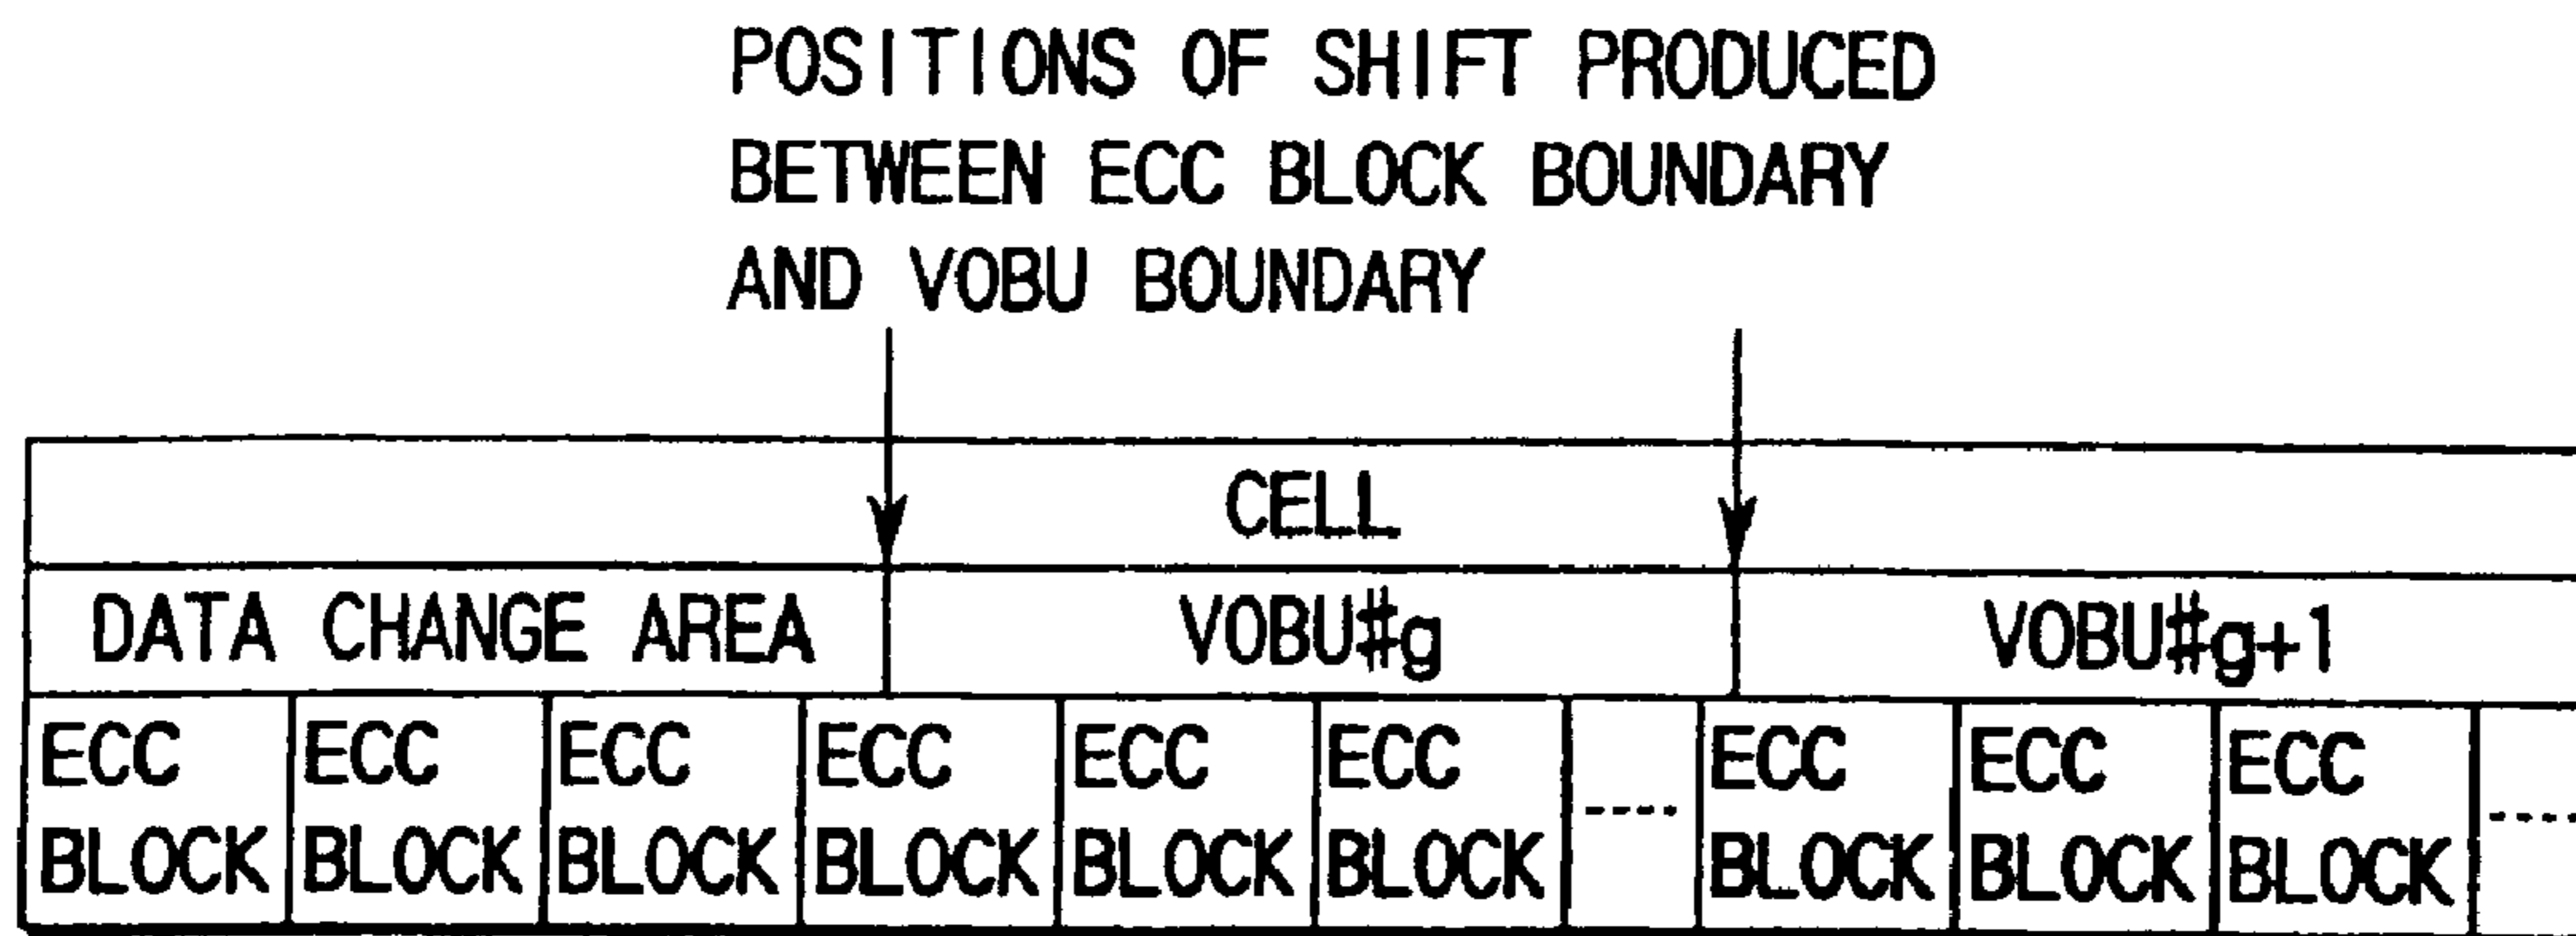 POSITIONS OF SHIFT PRODUCED
BETWEEN ECC BLOCK BOUNDARY
AND VOBU BOUNDARY
CELL
DATA CHANGE AREA VOBU#g VOBU#g+1
ECC ECC ECC ECC ECC ECC ECC ECC ECC
BLOCK BLOCK BLOCK BLOCK BLOCK BLOCK ---- BLOCK BLOCK BLOCK ----